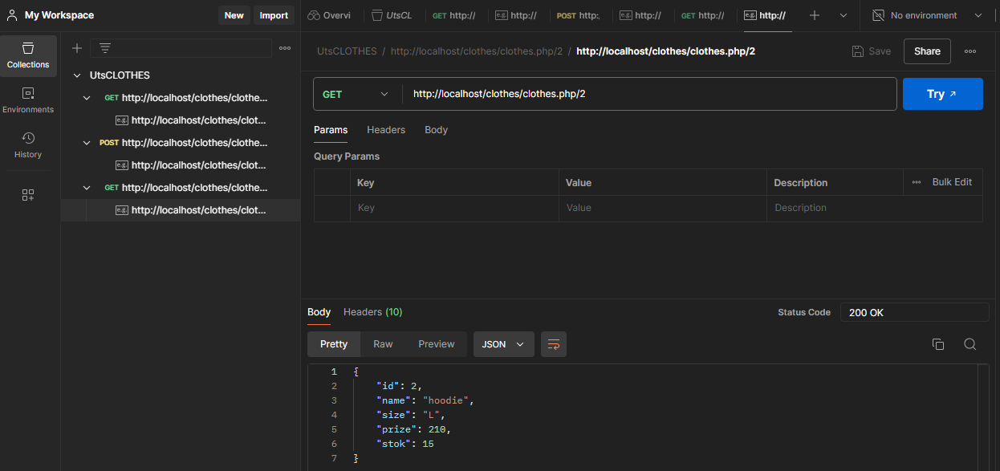 My Workspace
New
Import
Overvi
UtsCL
GET http://
e.g. http://
POST http:
e.g. http://
GET http://
e.g. http://
No environment
Collections
Environments
History
UtsCLOTHES
GET http://localhost/clothes/clothe...
e.g. http://localhost/clothes/clot...
POST http://localhost/clothes/clothe...
e.g. http://localhost/clothes/clot...
GET http://localhost/clothes/clothe...
e.g. http://localhost/clothes/clot...
UtsCLOTHES / http://localhost/clothes/clothes.php/2 / http://localhost/clothes/clothes.php/2
Save
Share
GET
http://localhost/clothes/clothes.php/2
Try
Params Headers Body
Query Params
Key Value Description Bulk Edit
Key Value Description
Body Headers (10)
Status Code 200 OK
Pretty Raw Preview JSON
1 {
2 "id": 2,
3 "name": "hoodie",
4 "size": "L",
5 "prize": 210,
6 "stok": 15
7 }